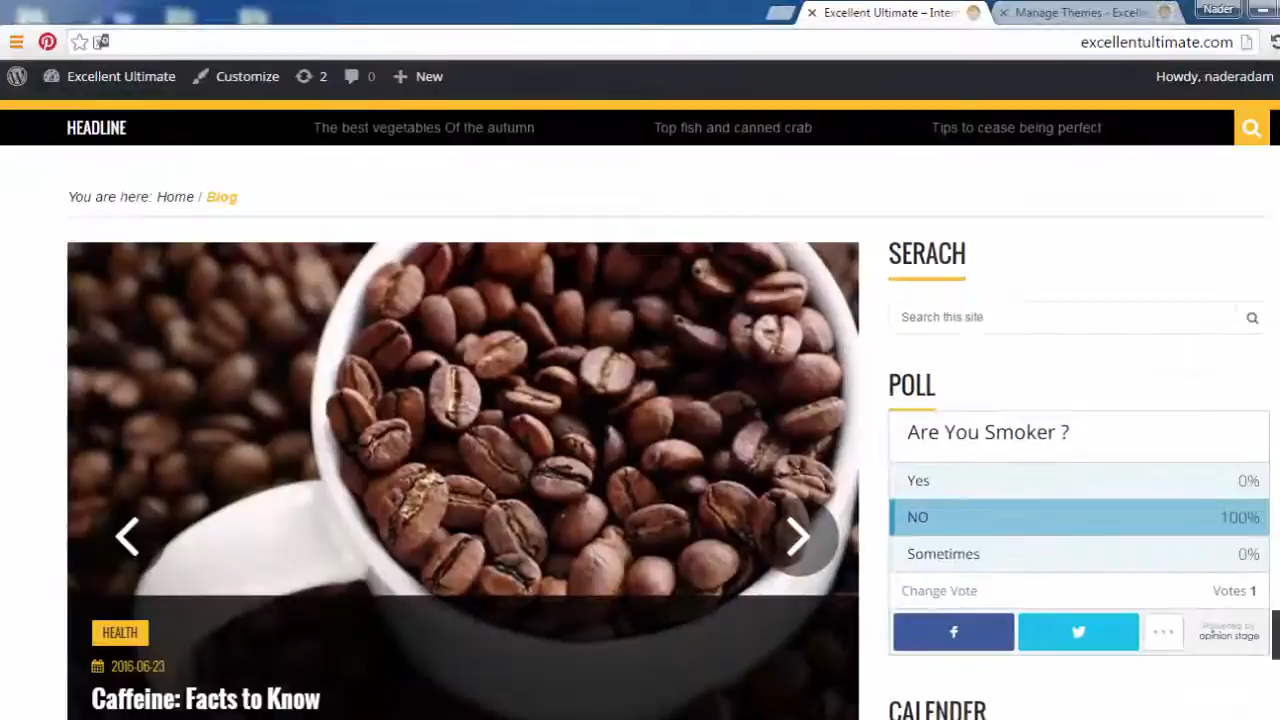 Excellent Ultimate – Inter
Manage Themes - Excelle
Nader
excellentultimate.com
Excellent Ultimate
Customize
2
0
New
Howdy, naderadam
HEADLINE
The best vegetables Of the autumn
Top fish and canned crab
Tips to cease being perfect
You are here: Home / Blog
SERACH
Search this site
POLL
Are You Smoker ?
Yes 0%
NO 100%
Sometimes 0%
Change Vote
Votes 1
Powered by
opinion stage
HEALTH
2016-06-23
Caffeine: Facts to Know
CALENDER